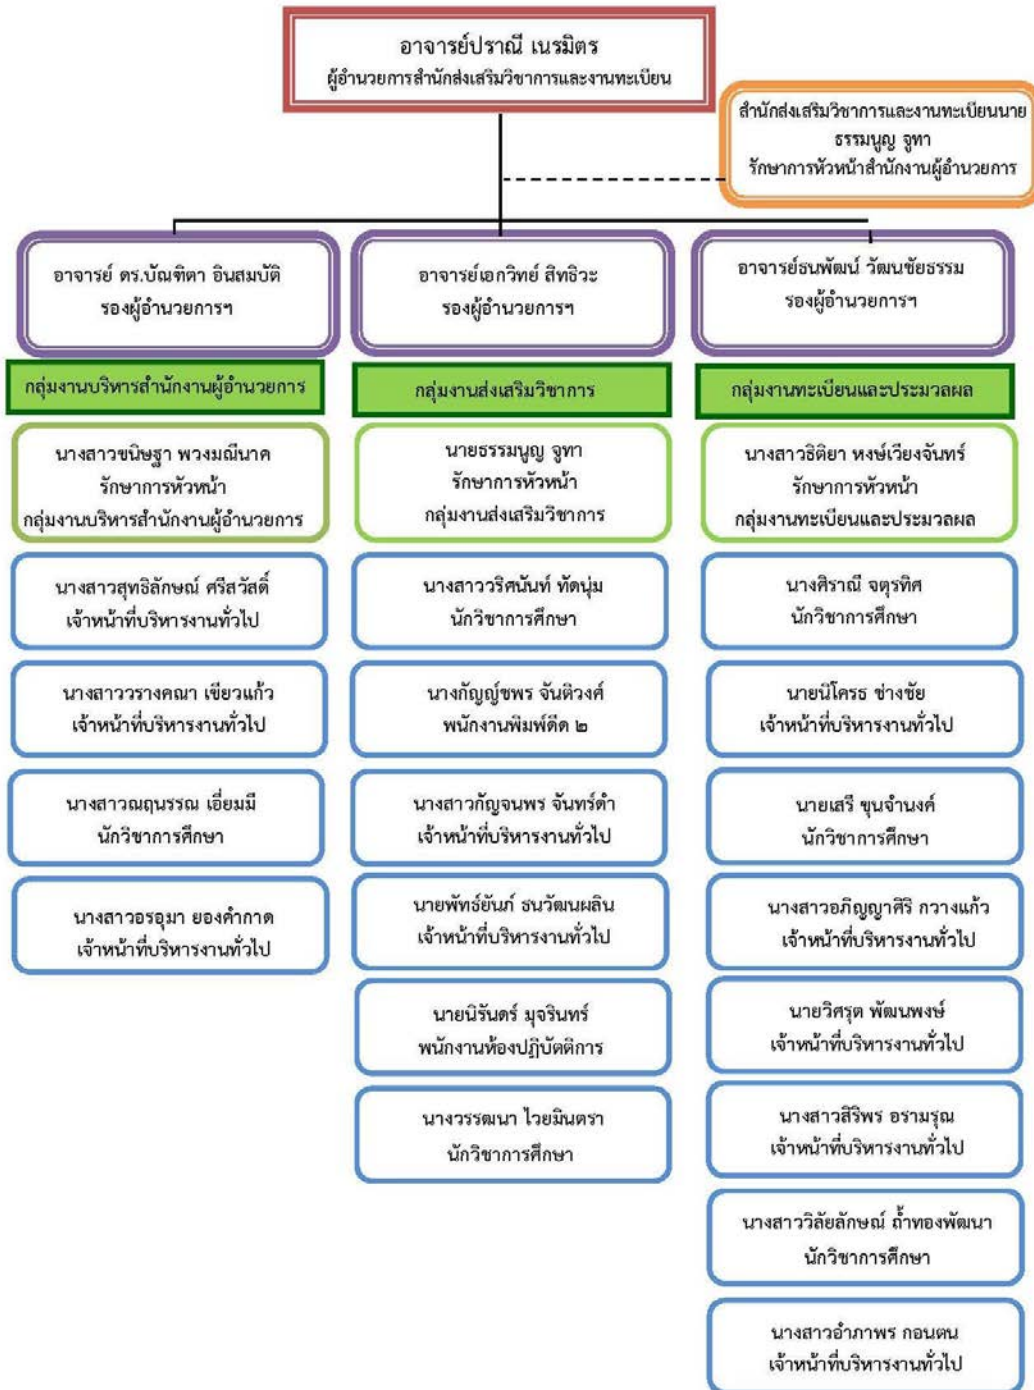 อาจารย์ปราณี เนรมิตร
ผู้อำนวยการสำนักส่งเสริมวิชาการและงานทะเบียน
สำนักส่งเสริมวิชาการและงานทะเบียนนาย
ธรรมนูญ จูทา
รักษาการหัวหน้าสำนักงานผู้อำนวยการ
อาจารย์ ดร.บัณฑิตา อินสมบัติ
รองผู้อำนวยการฯ
กลุ่มงานบริหารสำนักงานผู้อำนวยการ
นางสาวขนิษฐา พวงมณีนาค
รักษาการหัวหน้า
กลุ่มงานบริหารสำนักงานผู้อำนวยการ
นางสาวสุทธิลักษณ์ ศรีสวัสดิ์
เจ้าหน้าที่บริหารงานทั่วไป
นางสาววรางคณา เขียวแก้ว
เจ้าหน้าที่บริหารงานทั่วไป
นางสาวณฤนรรณ เอี่ยมมี
นักวิชาการศึกษา
นางสาวอรอุมา ยองคำกาด
เจ้าหน้าที่บริหารงานทั่วไป
อาจารย์เอกวิทย์ สิทธิวะ
รองผู้อำนวยการฯ
กลุ่มงานส่งเสริมวิชาการ
นายธรรมนูญ จูทา
รักษาการหัวหน้า
กลุ่มงานส่งเสริมวิชาการ
นางสาววริศนันท์ ทัดนุ่ม
นักวิชาการศึกษา
นางกัญญ์ชพร จันติวงศ์
พนักงานพิมพ์ดีด ๒
นางสาวกัญจนพร จันทร์ดำ
เจ้าหน้าที่บริหารงานทั่วไป
นายพัทธ์ยันภ์ ธนวัฒนผลิน
เจ้าหน้าที่บริหารงานทั่วไป
นายนิรันดร์ มุจรินทร์
พนักงานห้องปฏิบัตติการ
นางวรรฒนา ไวยมินตรา
นักวิชาการศึกษา
อาจารย์ธนพัฒน์ วัฒนชัยธรรม
รองผู้อำนวยการฯ
กลุ่มงานทะเบียนและประมวลผล
นางสาวธิติยา หงษ์เวียงจันทร์
รักษาการหัวหน้า
กลุ่มงานทะเบียนและประมวลผล
นางศิราณี จตุรทิศ
นักวิชาการศึกษา
นายนิโครธ ช่างชัย
เจ้าหน้าที่บริหารงานทั่วไป
นายเสรี ขุนจำนงค์
นักวิชาการศึกษา
นางสาวอภิญญาศิริ กวางแก้ว
เจ้าหน้าที่บริหารงานทั่วไป
นายวิศรุต พัฒนพงษ์
เจ้าหน้าที่บริหารงานทั่วไป
นางสาวสิริพร อรามรุณ
เจ้าหน้าที่บริหารงานทั่วไป
นางสาววิลัยลักษณ์ ถ้ำทองพัฒนา
นักวิชาการศึกษา
นางสาวอำภาพร กอนตน
เจ้าหน้าที่บริหารงานทั่วไป